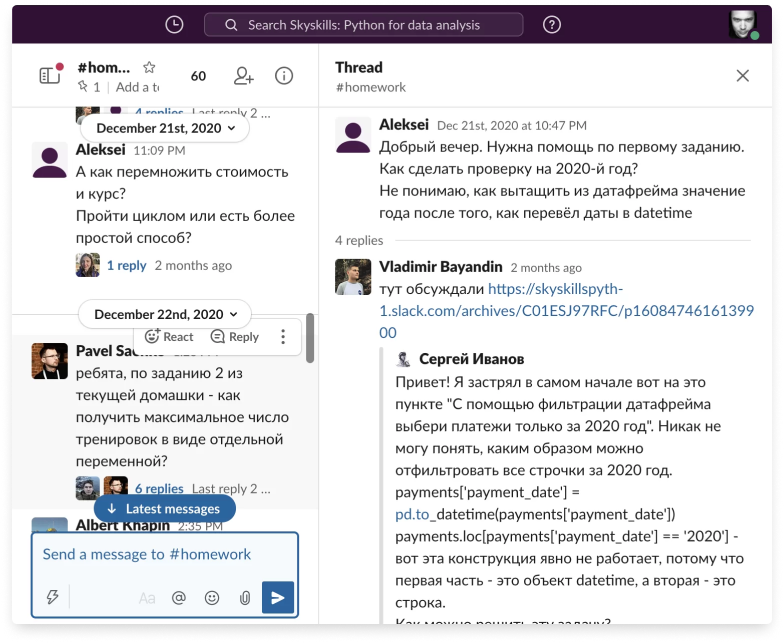 Search Skyskills: Python for data analysis
#hom...
1 | Add a to
60
4 replies Last reply 2 ...
December 21st, 2020
Aleksei 11:09 PM
А как перемножить стоимость
и курс?
Пройти циклом или есть более
простой способ?
1 reply 2 months ago
December 22nd, 2020
React Reply
Pavel
ребята, по заданию 2 из
текущей домашки - как
получить максимальное число
тренировок в виде отдельной
переменной?
6 replies Last reply 2 ...
Latest messages
Albert Khapin 2:35 PM
Send a message to #homework
Aa
Thread
#homework
Aleksei Dec 21st, 2020 at 10:47 PM
Добрый вечер. Нужна помощь по первому заданию.
Как сделать проверку на 2020-й год?
Не понимаю, как вытащить из датафрейма значение
года после того, как перевёл даты в datetime
4 replies
Vladimir Bayandin 2 months ago
тут обсуждали https://skyskillspyth-
1.slack.com/archives/C01ESJ97RFC/p16084746161399
00
Сергей Иванов
Привет! Я застрял в самом начале вот на это
пункте "С помощью фильтрации датафрейма
выбери платежи только за 2020 год". Никак не
могу понять, каким образом можно
отфильтровать все строчки за 2020 год.
payments['payment_date'] =
pd.to_datetime(payments['payment_date'])
payments.loc[payments['payment_date'] == '2020'] -
вот эта конструкция явно не работает, потому что
первая часть - это объект datetime, а вторая - это
строка.
Как можно решить эту задачу?